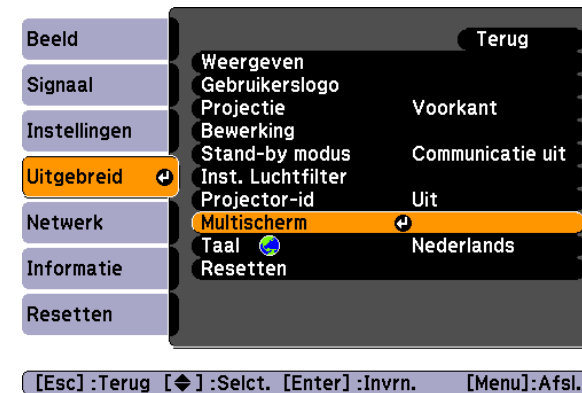 Beeld
Signaal
Instellingen
Uitgebreid
Netwerk
Informatie
Resetten
Terug
Weergeven
Gebruikerslogo
Projectie Voorkant
Bewerking
Stand-by modus Communicatie uit
Inst. Luchtfilter
Projector-id Uit
Multischerm
Taal Nederlands
Resetten
[Esc] :Terug [◆] :Selct. [Enter] :Invrn. [Menu]:Afsl.